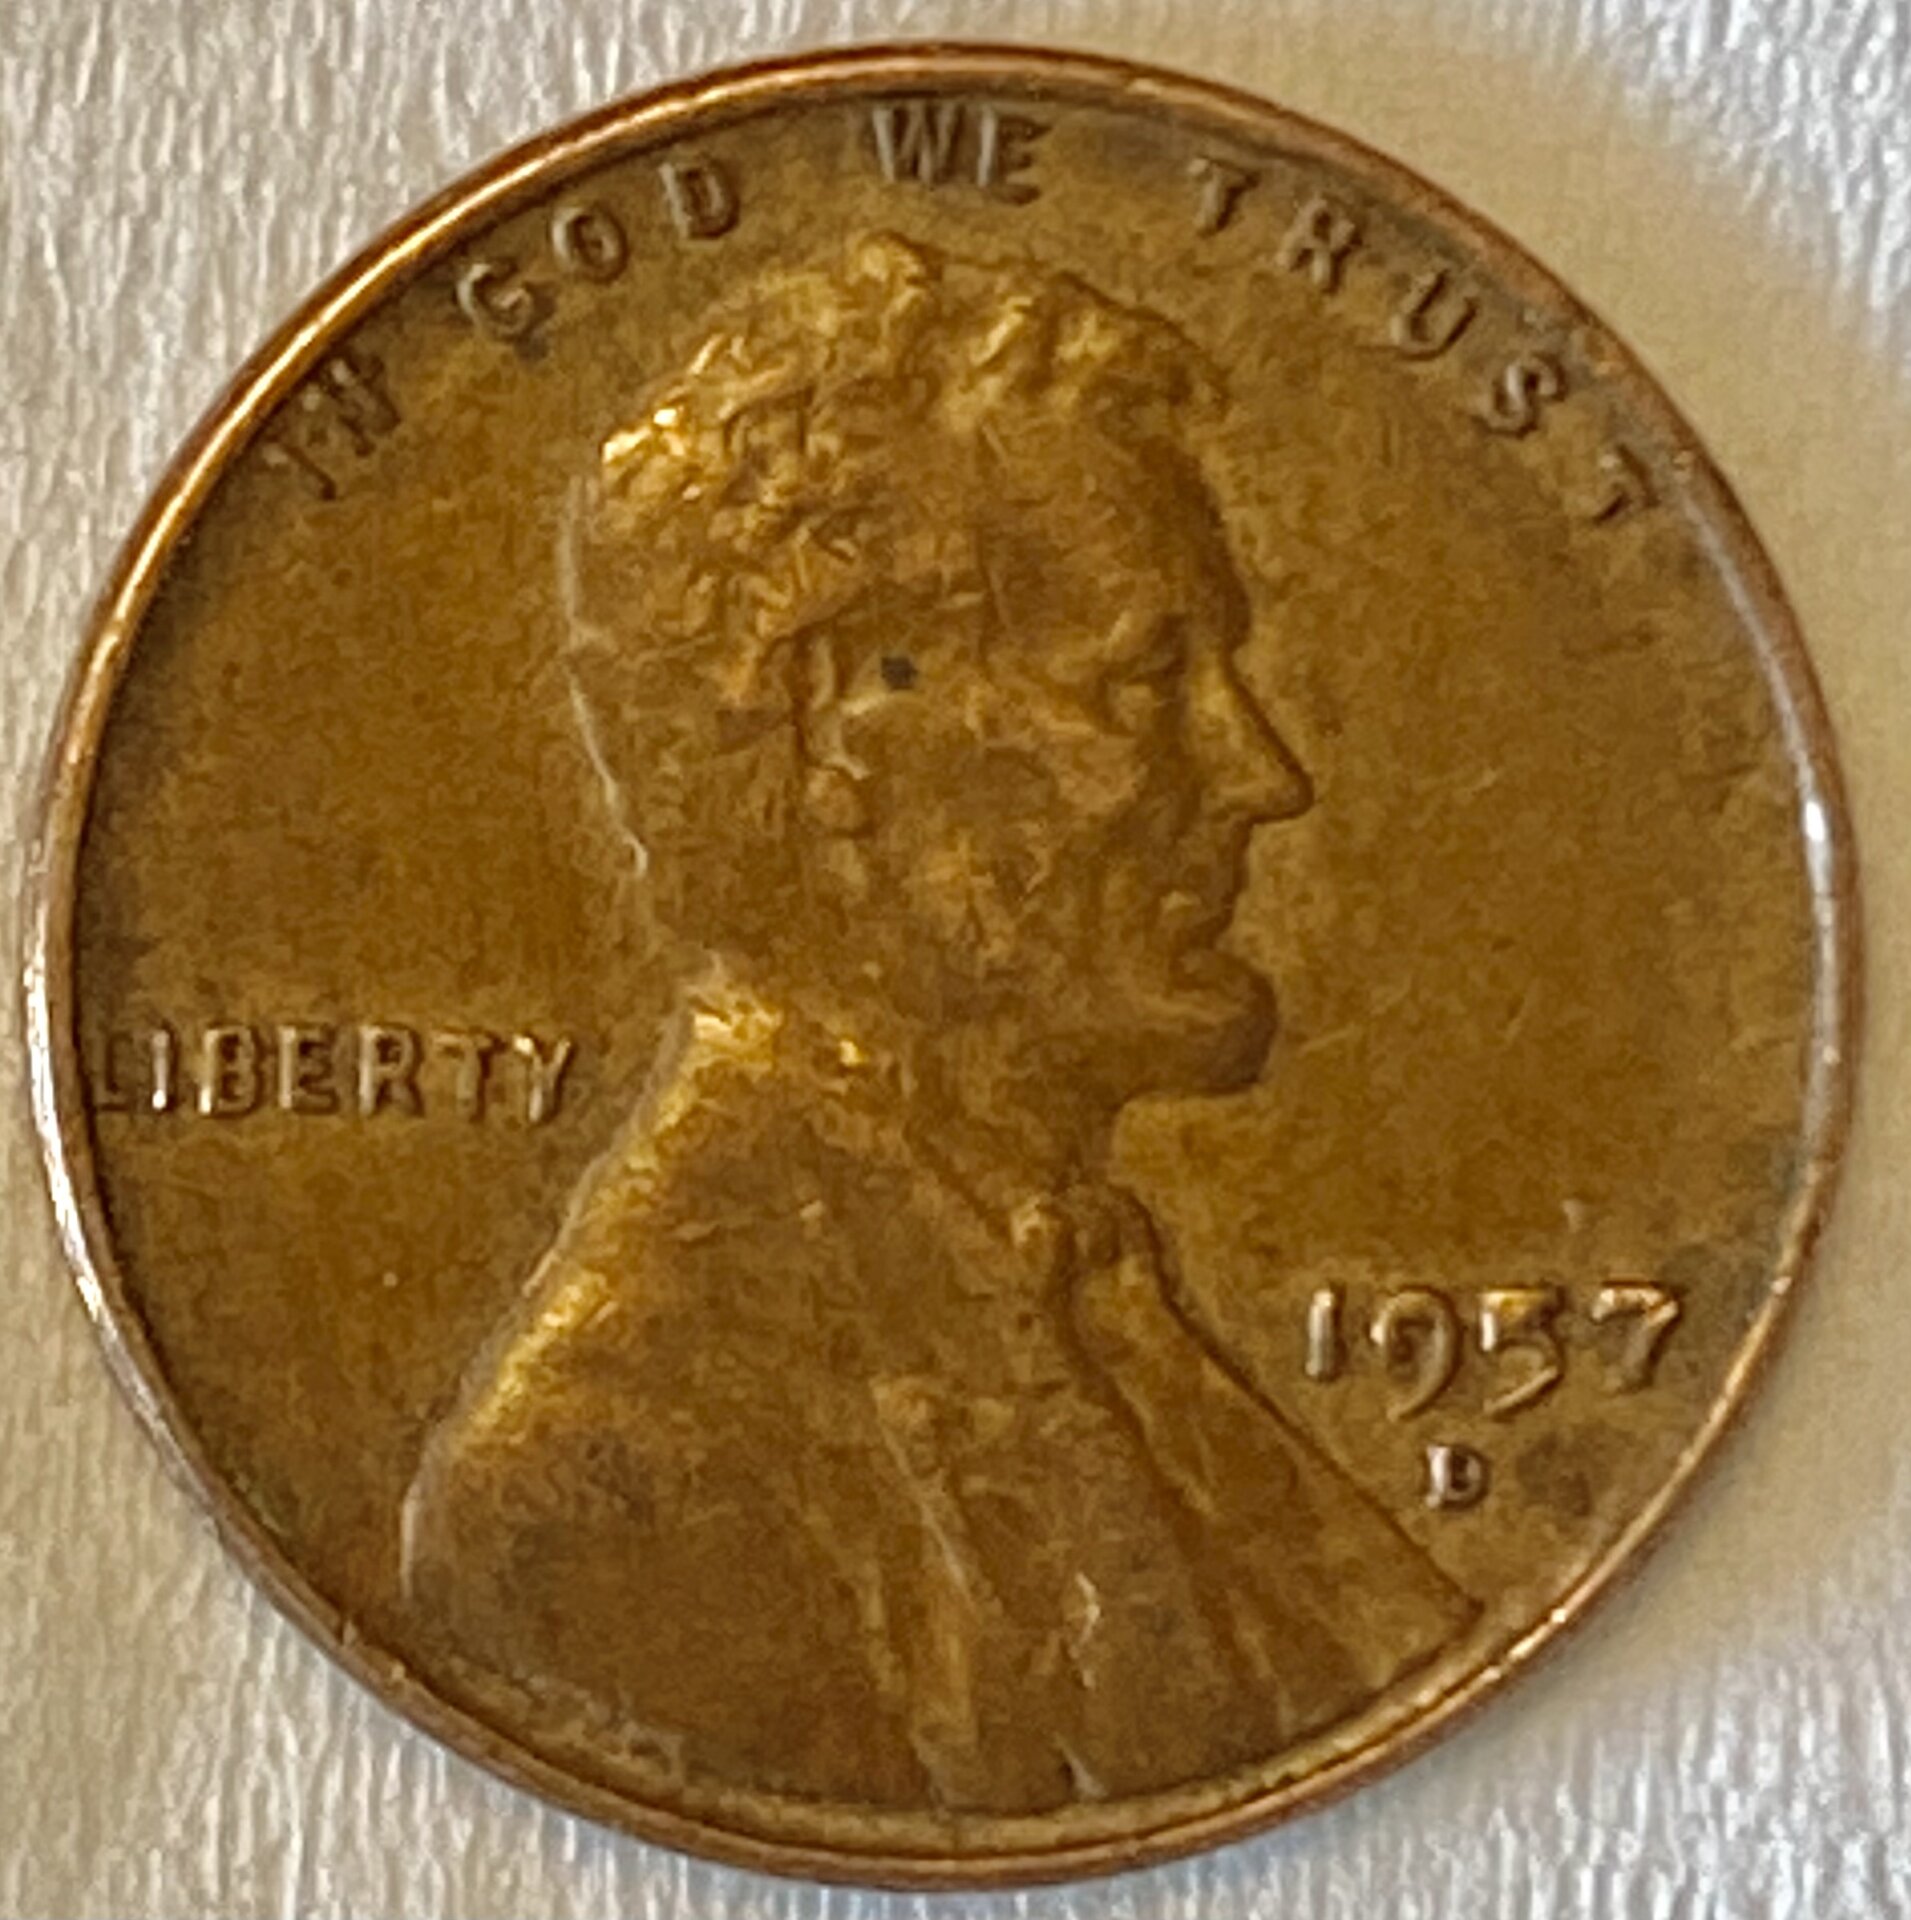 IN GOD WE TRUST
LIBERTY
1957
D